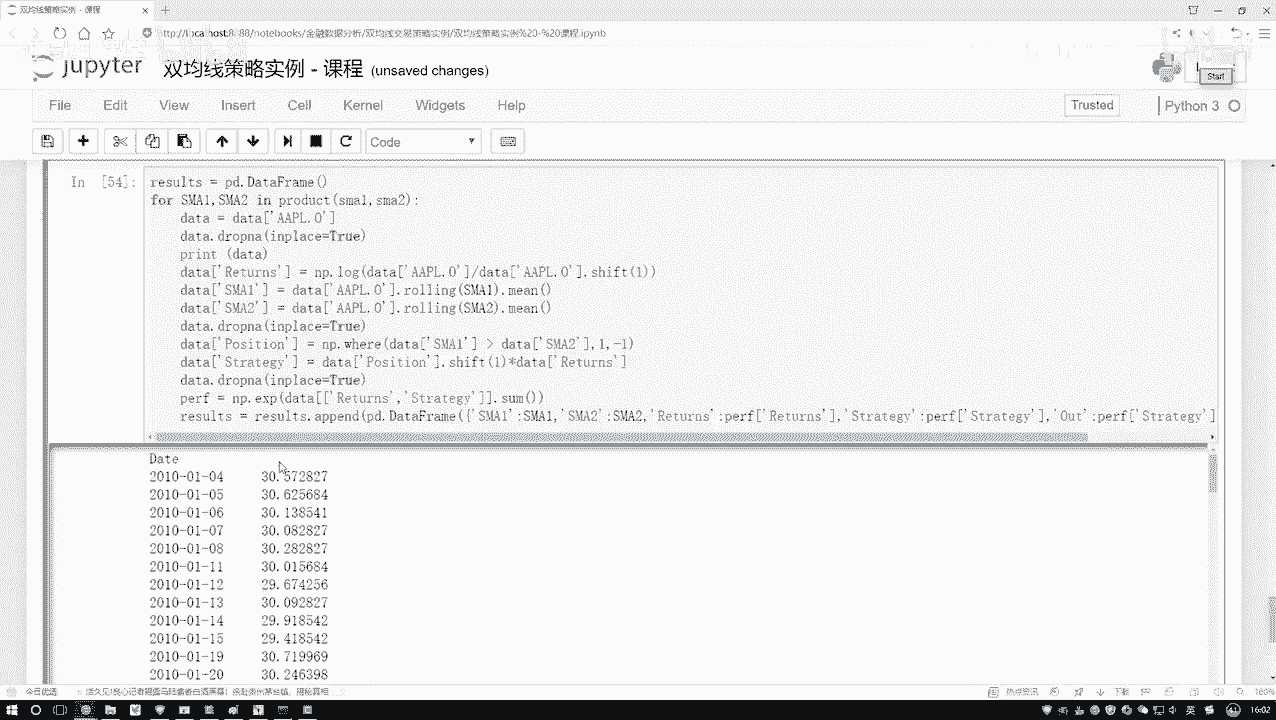 双均线策略实例 - 课程
ttp://localhost:8888/notebooks/金融数据分析/双均线交易策略实例/双均线策略实例%20-%20课程.ipynb
jupyter 双均线策略实例 - 课程 (unsaved changes)
Start
File Edit View Insert Cell Kernel Widgets Help
Trusted Python 3
Code
In [54]:
results = pd.DataFrame()
for SMA1,SMA2 in product(sma1,sma2):
    data = data['AAPL.O']
    data.dropna(inplace=True)
    print (data)
    data['Returns'] = np.log(data['AAPL.O']/data['AAPL.O'].shift(1))
    data['SMA1'] = data['AAPL.O'].rolling(SMA1).mean()
    data['SMA2'] = data['AAPL.O'].rolling(SMA2).mean()
    data.dropna(inplace=True)
    data['Position'] = np.where(data['SMA1'] > data['SMA2'],1,-1)
    data['Strategy'] = data['Position'].shift(1)*data['Returns']
    data.dropna(inplace=True)
    perf = np.exp(data[['Returns','Strategy']].sum())
    results = results.append(pd.DataFrame({'SMA1':SMA1,'SMA2':SMA2,'Returns':perf['Returns'],'Strategy':perf['Strategy'],'Out':perf['Strategy']
Date
2010-01-04 30.572827
2010-01-05 30.625684
2010-01-06 30.138541
2010-01-07 30.082827
2010-01-08 30.282827
2010-01-11 30.015684
2010-01-12 29.674256
2010-01-13 30.092827
2010-01-14 29.918542
2010-01-15 29.418542
2010-01-19 30.719969
2010-01-20 30.246398
今日优选
热点资讯 下载 160%
英 16:02